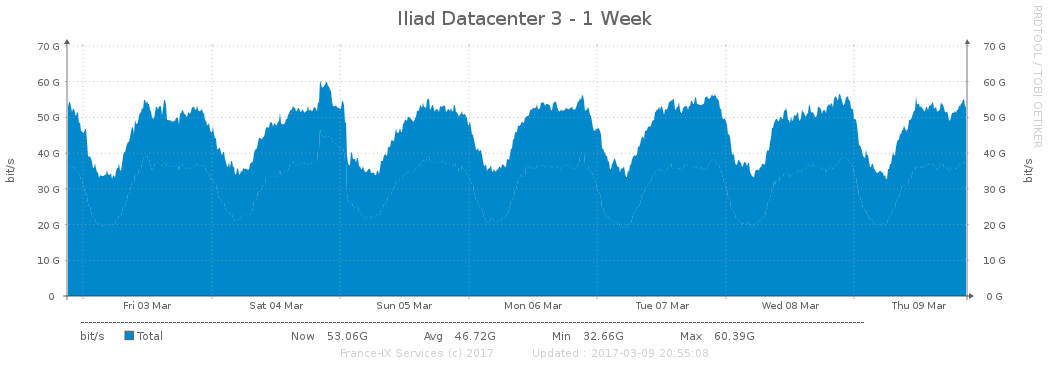 Iliad Datacenter 3 - 1 Week
RRDTOOL / TOBI OETIKER
bit/s
bit/s
70 G 70 G
60 G 60 G
50 G 50 G
40 G 40 G
30 G 30 G
20 G 20 G
10 G 10 G
0 0 G
Fri 03 Mar Sat 04 Mar Sun 05 Mar Mon 06 Mar Tue 07 Mar Wed 08 Mar Thu 09 Mar
bit/s Total Now 53.06G Avg 46.72G Min 32.66G Max 60.39G
France-IX Services (c) 2017 Updated : 2017-03-09 20:55:08